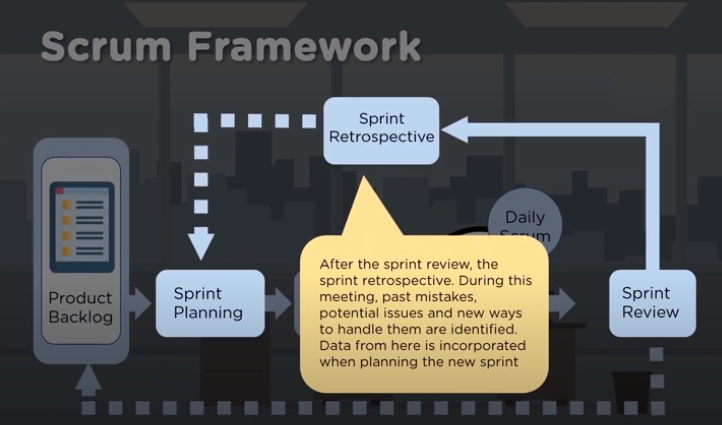 Scrum Framework
Sprint
Retrospective
Daily
Scrum
Product
Backlog
Sprint
Planning
After the sprint review, the
sprint retrospective. During this
meeting, past mistakes,
potential issues and new ways
to handle them are identified.
Data from here is incorporated
when planning the new sprint
Sprint
Review